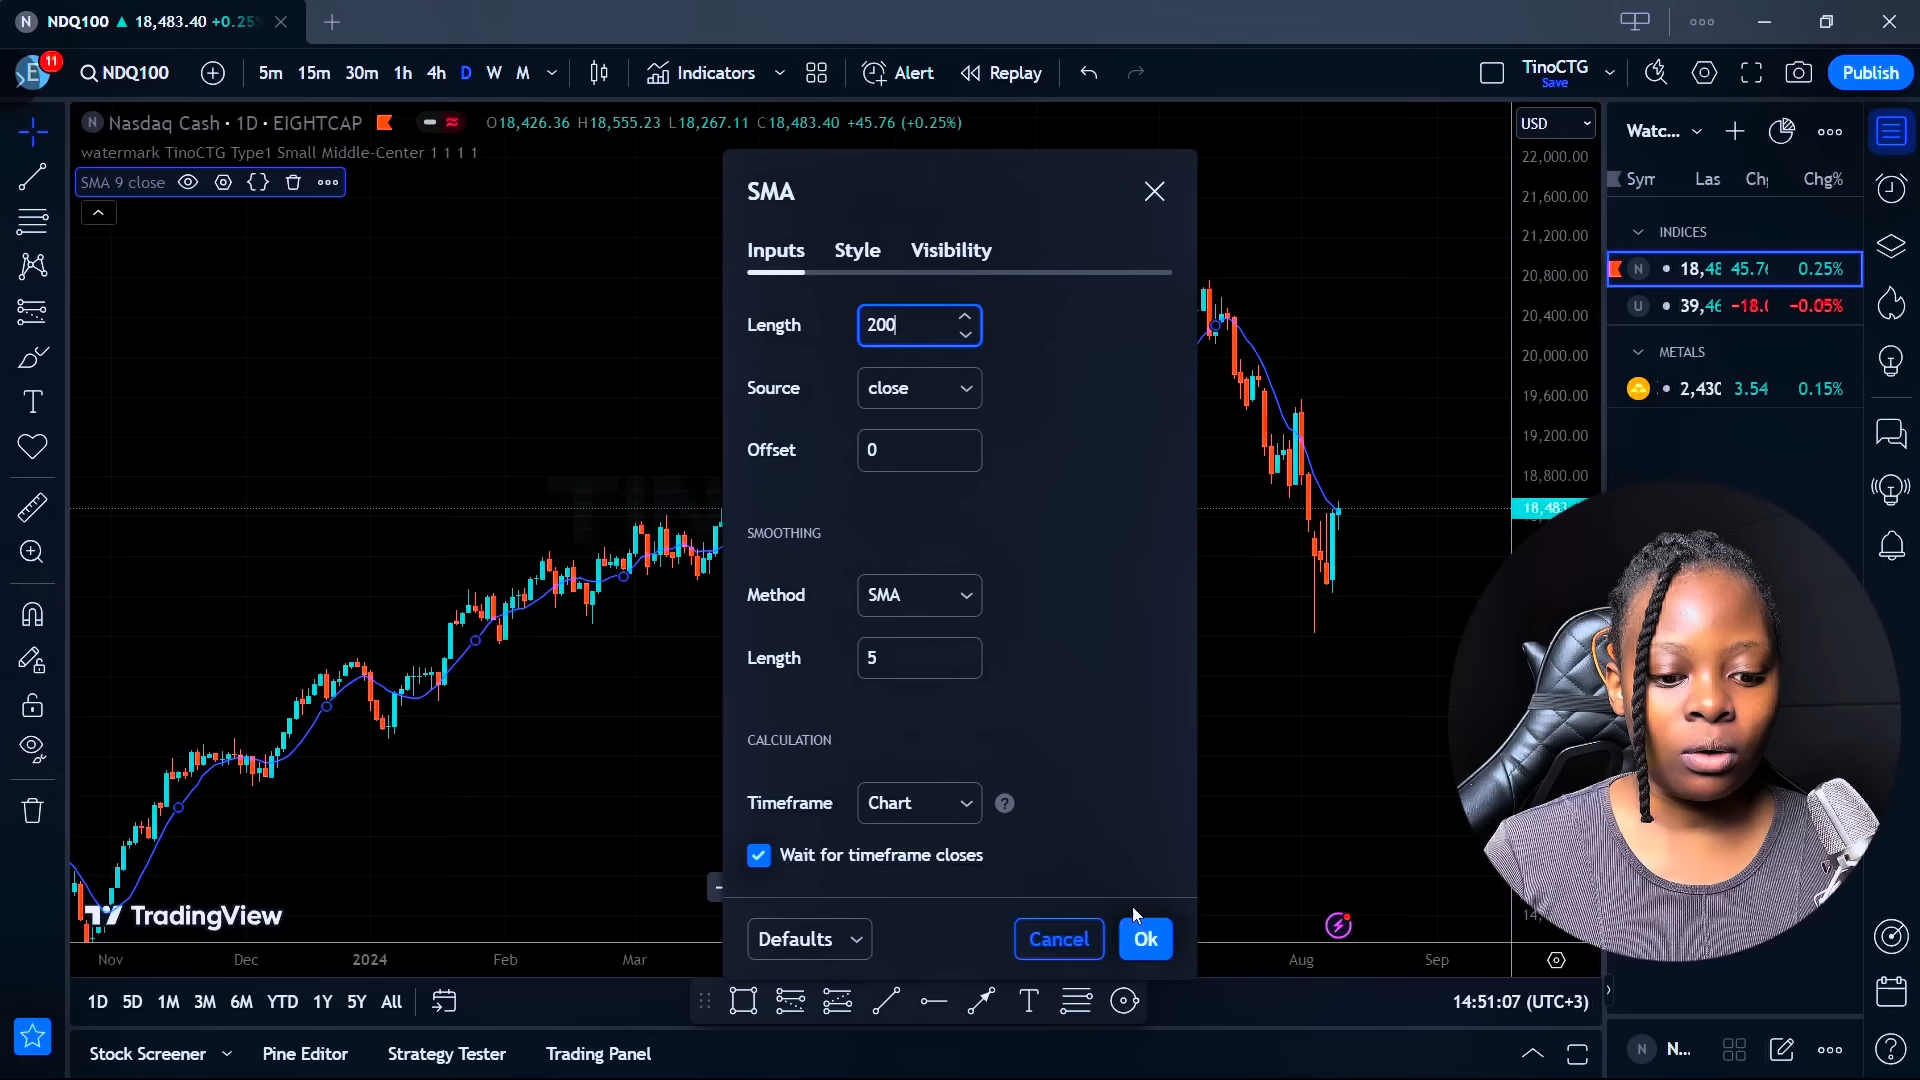 NDQ100 ▲ 18,483.40 +0.25%
11
NDQ100
5m 15m 30m 1h 4h D W M
Indicators
Alert
Replay
TinoCTG
Save
Publish
Nasdaq Cash · 1D · EIGHTCAP
O18,426.36 H18,555.23 L18,267.11 C18,483.40 +45.76 (+0.25%)
watermark TinoCTG Type1 Small Middle-Center 1 1 1 1
SMA 9 close
SMA
Inputs Style Visibility
Length 200
Source close
Offset 0
SMOOTHING
Method SMA
Length 5
CALCULATION
Timeframe Chart
Wait for timeframe closes
Defaults
Cancel
Ok
USD
22,000.00
21,600.00
21,200.00
20,800.00
20,400.00
20,000.00
19,600.00
19,200.00
18,800.00
18,483
14,
Watc...
Sym Las Chg Chg%
INDICES
N 18,48 45.76 0.25%
U 39,46 −18.0 −0.05%
METALS
2,430 3.54 0.15%
TradingView
Nov Dec 2024 Feb Mar Aug Sep
1D 5D 1M 3M 6M YTD 1Y 5Y All
14:51:07 (UTC+3)
Stock Screener Pine Editor Strategy Tester Trading Panel
N N...